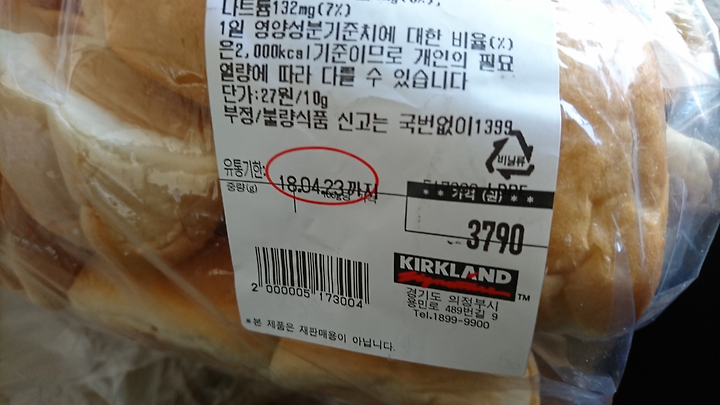 나트륨132mg(7%)
1일 영양성분기준치에 대한 비율(%)
은2,000kcal기준이므로 개인의 필요
열량에 따라 다를 수 있습니다
단가:27원/10g
부정/불량식품 신고는 국번없이1399
비닐류
유통기한:
18.04.23까지
중량(g)
** 가격 (원) **
3790
KIRKLAND
Signature
TM
2 000005 173004
경기도 의정부시
용민로 489번길 9
Tel.1899-9900
*본 제품은 재판매용이 아닙니다.